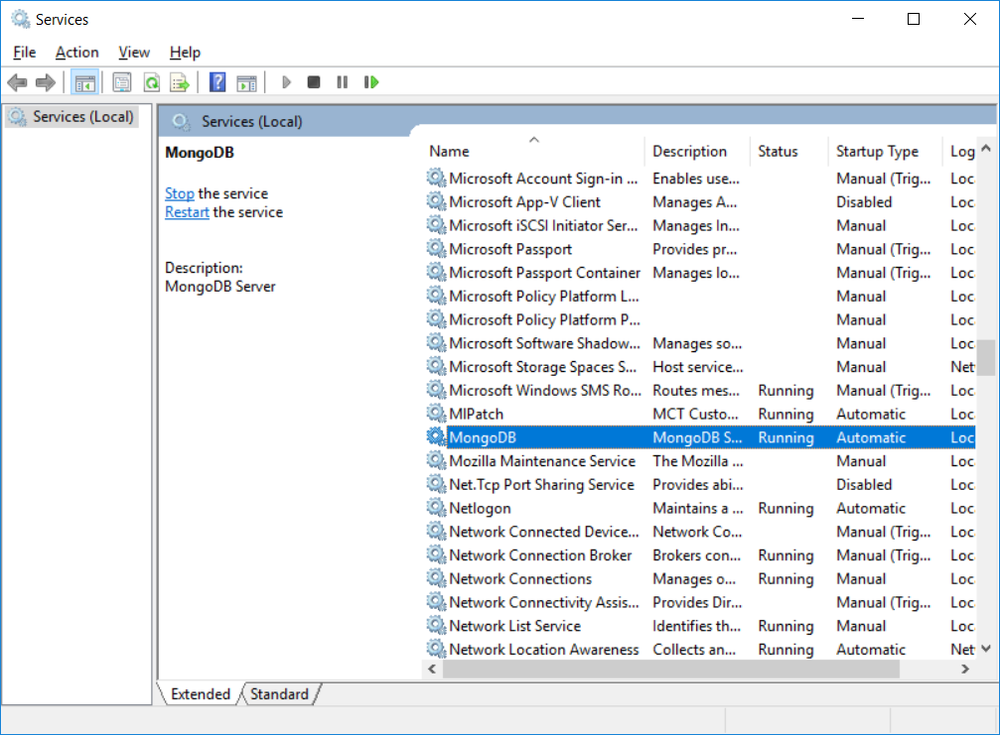 Services
File Action View Help
Services (Local)
Services (Local)
MongoDB
Stop the service
Restart the service
Description:
MongoDB Server
Name Description Status Startup Type Log
Microsoft Account Sign-in ... Enables use... Manual (Trig... Loc
Microsoft App-V Client Manages A... Disabled Loc
Microsoft iSCSI Initiator Ser... Manages In... Manual Loc
Microsoft Passport Provides pr... Manual (Trig... Loc
Microsoft Passport Container Manages lo... Manual (Trig... Loc
Microsoft Policy Platform L... Manual Loc
Microsoft Policy Platform P... Manual Loc
Microsoft Software Shadow... Manages so... Manual Loc
Microsoft Storage Spaces S... Host service... Manual Net
Microsoft Windows SMS Ro... Routes mes... Running Manual (Trig... Loc
MIPatch MCT Custo... Running Automatic Loc
MongoDB MongoDB S... Running Automatic Loc
Mozilla Maintenance Service The Mozilla ... Manual Loc
Net.Tcp Port Sharing Service Provides abi... Disabled Loc
Netlogon Maintains a ... Running Automatic Loc
Network Connected Device... Network Co... Manual (Trig... Loc
Network Connection Broker Brokers con... Running Manual (Trig... Loc
Network Connections Manages o... Running Manual Loc
Network Connectivity Assis... Provides Dir... Manual (Trig... Loc
Network List Service Identifies th... Running Manual Loc
Network Location Awareness Collects an... Running Automatic Net
Extended Standard